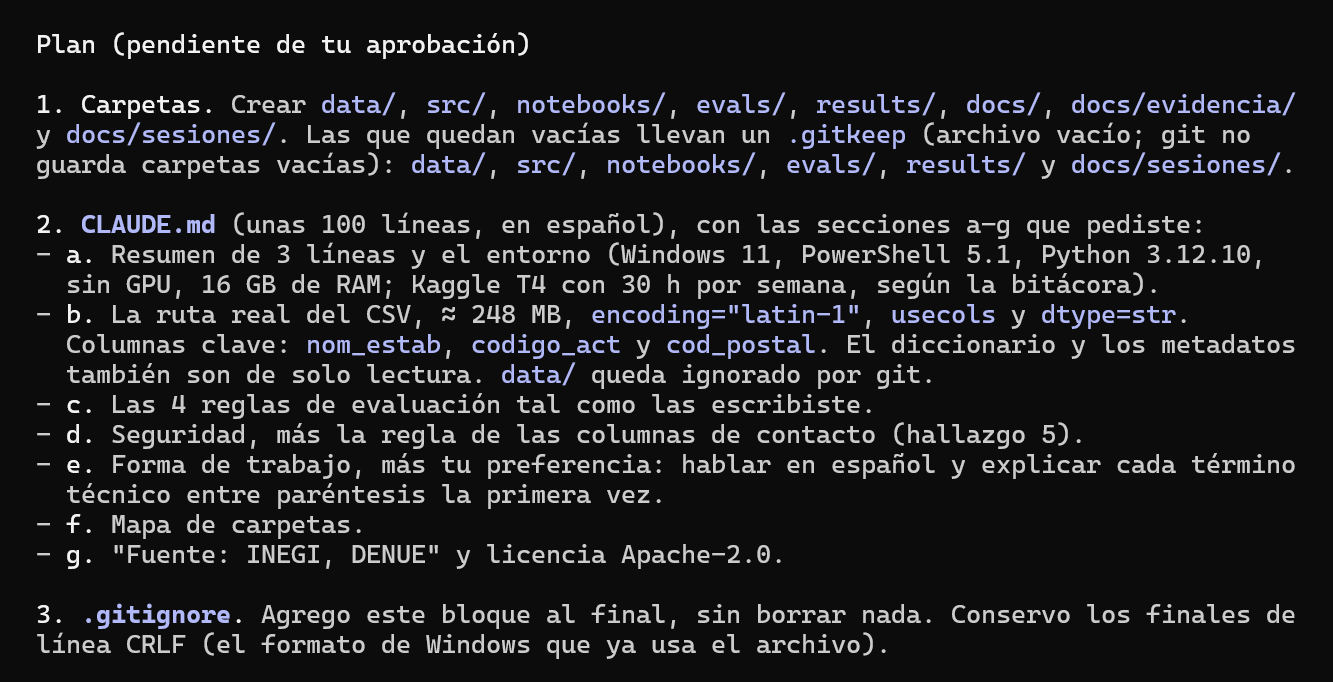 Plan (pendiente de tu aprobación)
1. Carpetas. Crear data/, src/, notebooks/, evals/, results/, docs/, docs/evidencia/
y docs/sesiones/. Las que quedan vacías llevan un .gitkeep (archivo vacío; git no
guarda carpetas vacías): data/, src/, notebooks/, evals/, results/ y docs/sesiones/.
2. CLAUDE.md (unas 100 líneas, en español), con las secciones a–g que pediste:
- a. Resumen de 3 líneas y el entorno (Windows 11, PowerShell 5.1, Python 3.12.10,
sin GPU, 16 GB de RAM; Kaggle T4 con 30 h por semana, según la bitácora).
- b. La ruta real del CSV, ≈ 248 MB, encoding="latin-1", usecols y dtype=str.
Columnas clave: nom_estab, codigo_act y cod_postal. El diccionario y los metadatos
también son de solo lectura. data/ queda ignorado por git.
- c. Las 4 reglas de evaluación tal como las escribiste.
- d. Seguridad, más la regla de las columnas de contacto (hallazgo 5).
- e. Forma de trabajo, más tu preferencia: hablar en español y explicar cada término
técnico entre paréntesis la primera vez.
- f. Mapa de carpetas.
- g. "Fuente: INEGI, DENUE" y licencia Apache-2.0.
3. .gitignore. Agrego este bloque al final, sin borrar nada. Conservo los finales de
línea CRLF (el formato de Windows que ya usa el archivo).